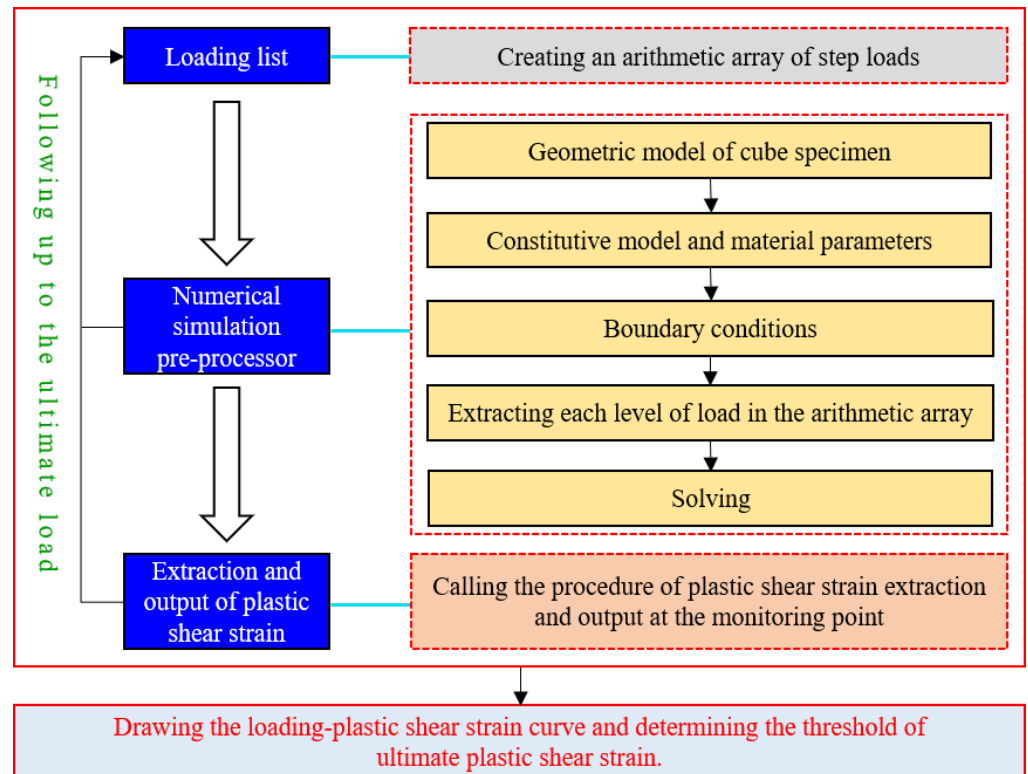 Following up to the ultimate load
Loading list
Creating an arithmetic array of step loads
Geometric model of cube specimen
Constitutive model and material parameters
Numerical
simulation
pre-processor
Boundary conditions
Extracting each level of load in the arithmetic array
Solving
Extraction and
output of plastic
shear strain
Calling the procedure of plastic shear strain extraction
and output at the monitoring point
Drawing the loading-plastic shear strain curve and determining the threshold of
ultimate plastic shear strain.